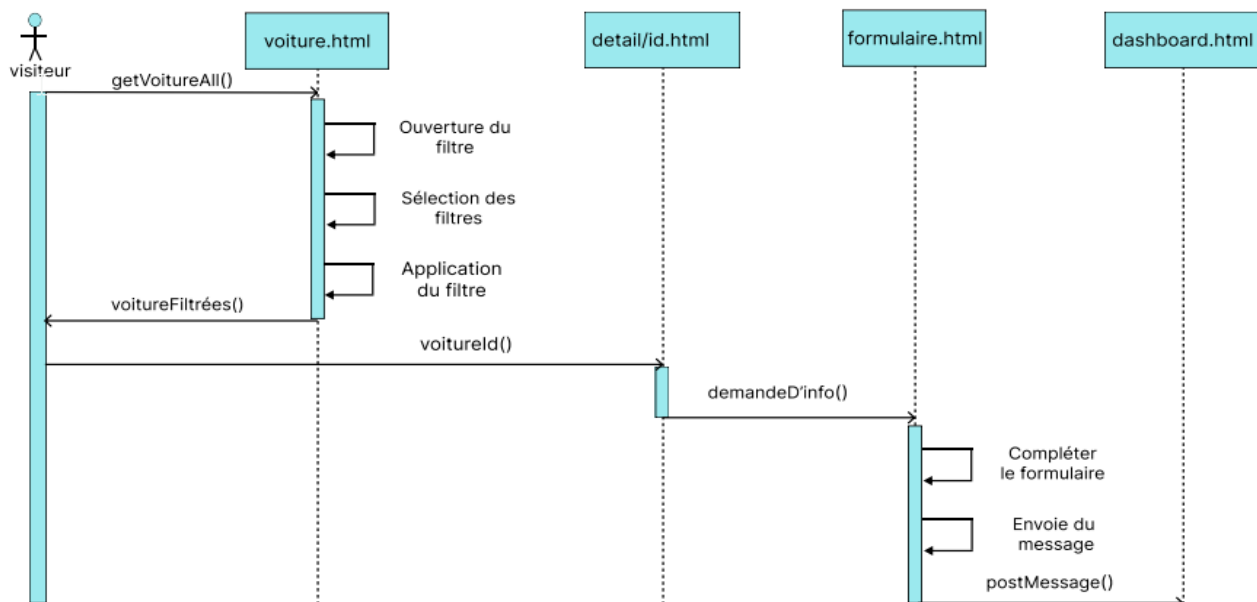 voiture.html
detail/id.html
formulaire.html
dashboard.html
visiteur
getVoitureAll()
Ouverture du
filtre
Sélection des
filtres
Application
du filtre
voitureFiltrées()
voitureId()
demandeD'info()
Compléter
le formulaire
Envoie du
message
postMessage()